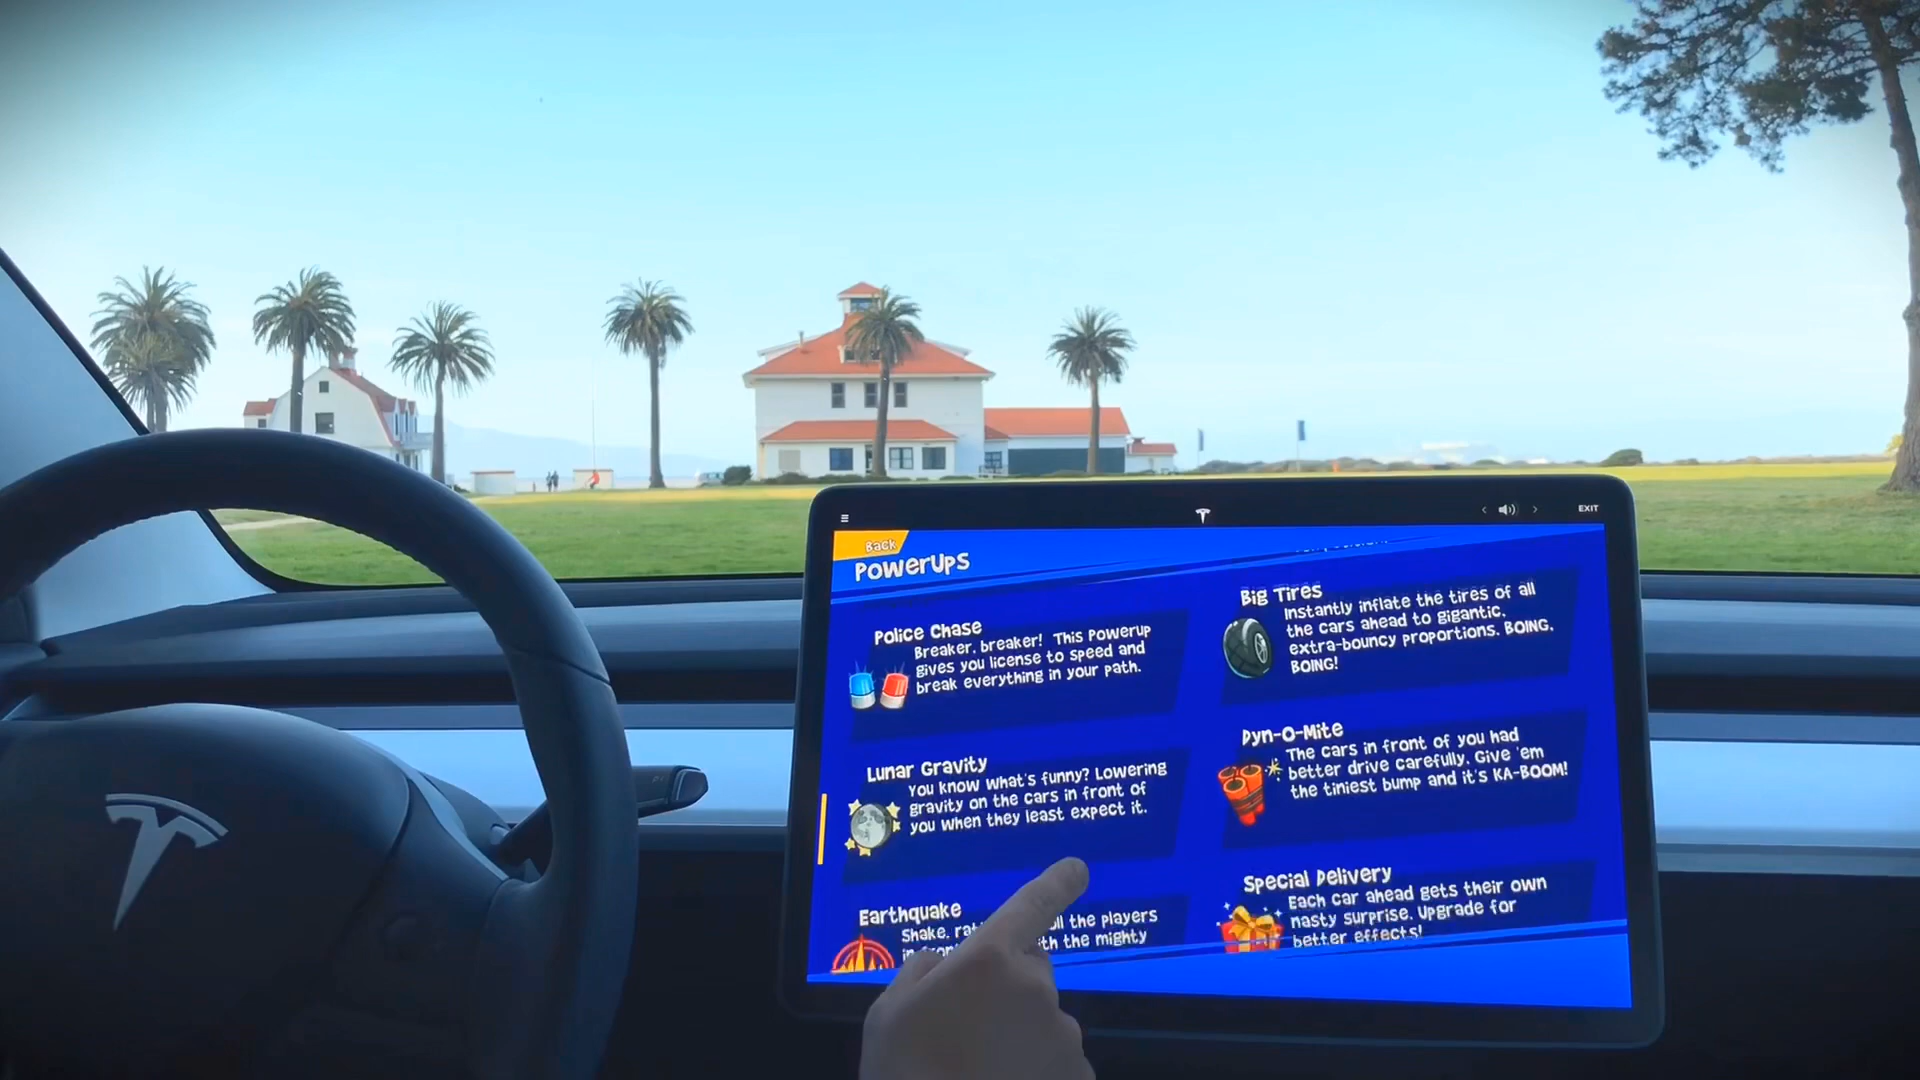 EXIT
Back
PowerUps
Police Chase
Breaker, breaker! This Powerup
gives you license to speed and
break everything in your path.
Big Tires
Instantly inflate the tires of all
the cars ahead to gigantic,
extra-bouncy proportions. BOING,
BOING!
Lunar Gravity
You know what's funny? Lowering
gravity on the cars in front of
you when they least expect it.
Dyn-O-Mite
The cars in front of you had
better drive carefully. Give 'em
the tiniest bump and it's KA-BOOM!
Earthquake
Shake, the players
the mighty
Special Delivery
Each car ahead gets their own
nasty surprise. Upgrade for
better effects!